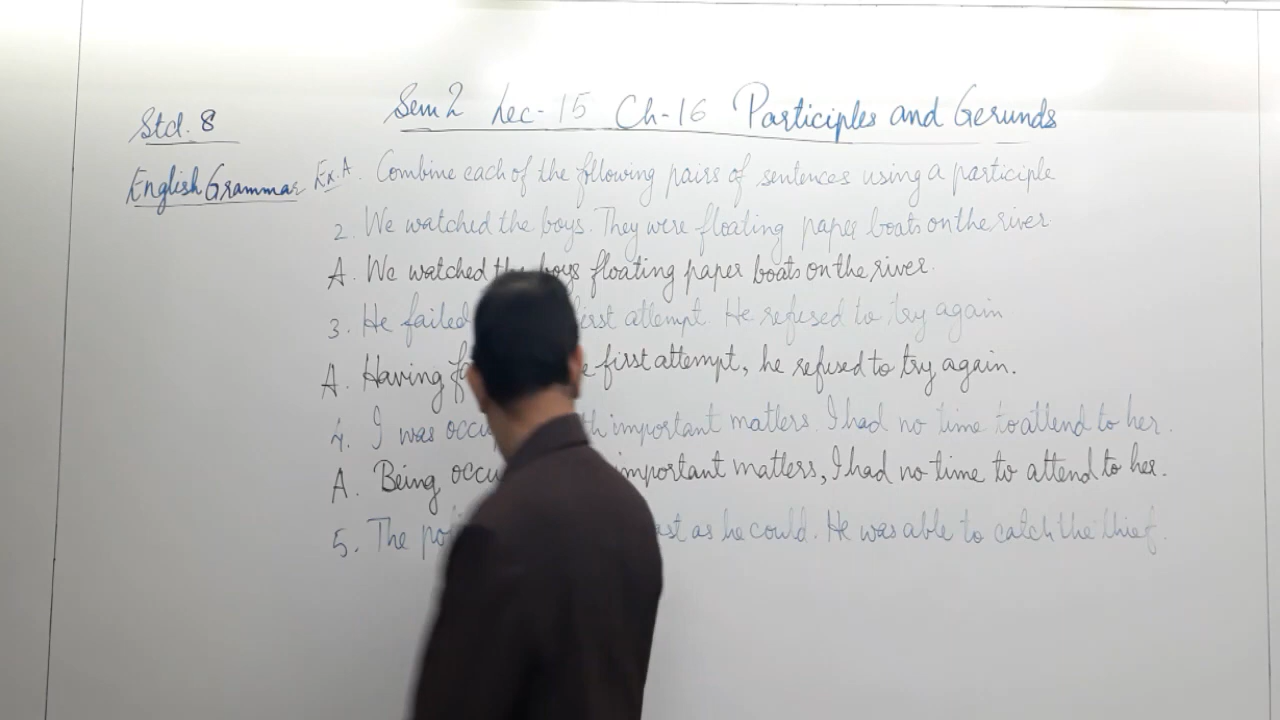 Sem 2 Lec-15 Ch-16 Participles and Gerunds
Std. 8
English Grammar
Ex. A. Combine each of the following pairs of sentences using a participle
2. We watched the boys. They were floating paper boats on the river
A. We watched the boys floating paper boats on the river.
3. He failed first attempt. He refused to try again
A. Having first attempt, he refused to try again.
4. I was important matters. I had no time to attend to her.
A. Being important matters, I had no time to attend to her.
5. The as he could. He was able to catch the thief.